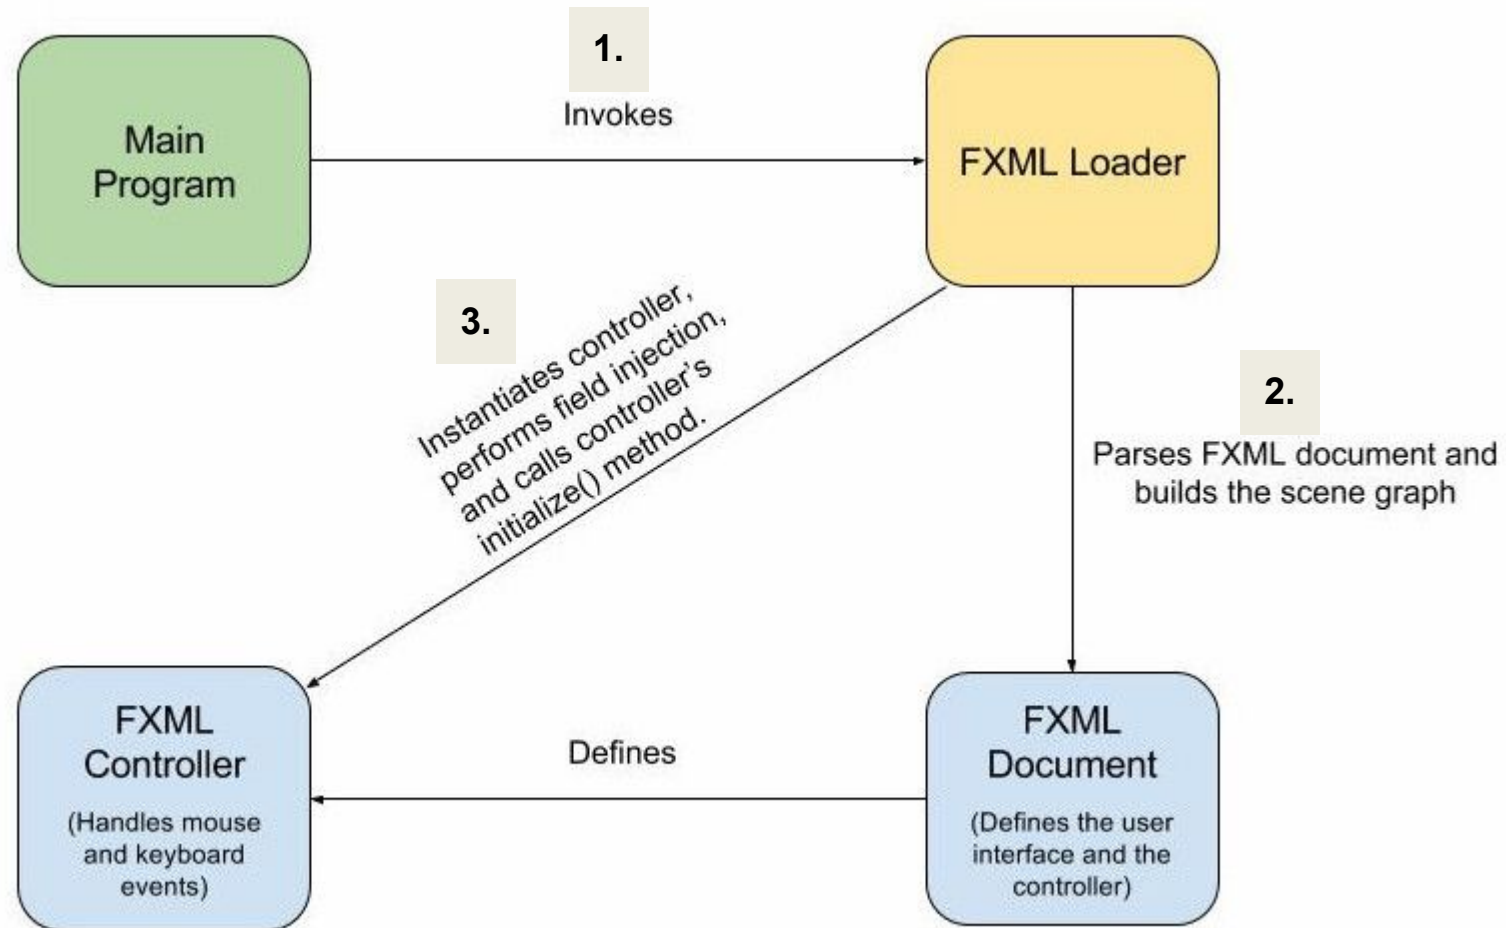 1.
Invokes
Main
Program
FXML Loader
3.
Instantiates controller,
performs field injection,
and calls controller's
initialize() method.
2.
Parses FXML document and
builds the scene graph
FXML
Controller
(Handles mouse
and keyboard
events)
Defines
FXML
Document
(Defines the user
interface and the
controller)